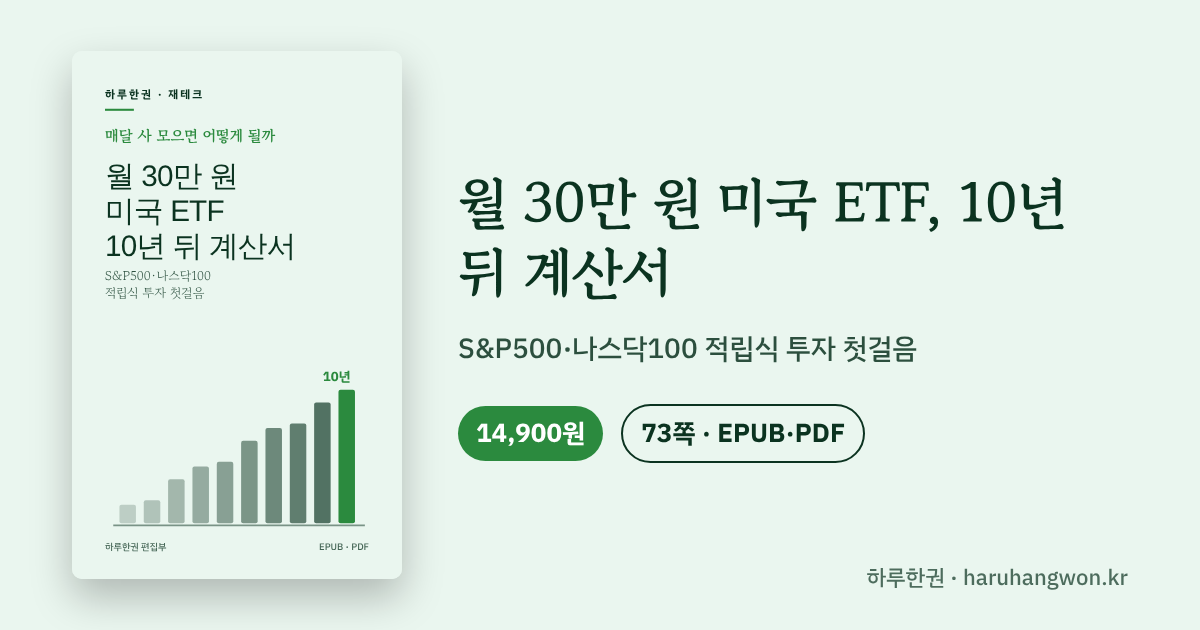 하루한권 · 재테크
매달 사 모으면 어떻게 될까
월 30만 원
미국 ETF
10년 뒤 계산서
S&P500·나스닥100
적립식 투자 첫걸음
10년
하루한권 편집부
EPUB · PDF
월 30만 원 미국 ETF, 10년
뒤 계산서
S&P500·나스닥100 적립식 투자 첫걸음
14,900원
73쪽 · EPUB·PDF
하루한권 · haruhangwon.kr